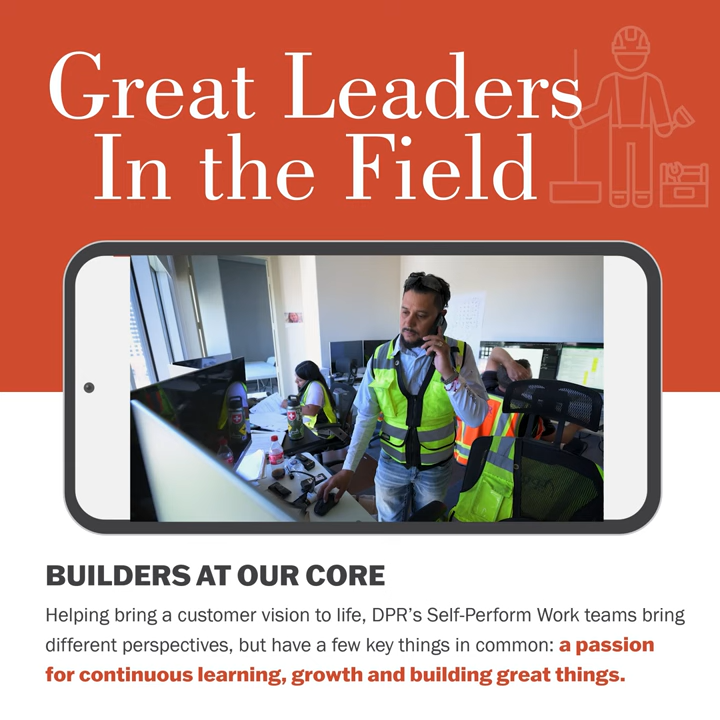 Great Leaders
In the Field
BUILDERS AT OUR CORE
Helping bring a customer vision to life, DPR’s Self-Perform Work teams bring
different perspectives, but have a few key things in common: a passion
for continuous learning, growth and building great things.